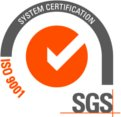 SYSTEM CERTIFICATION
ISO 9001
SGS